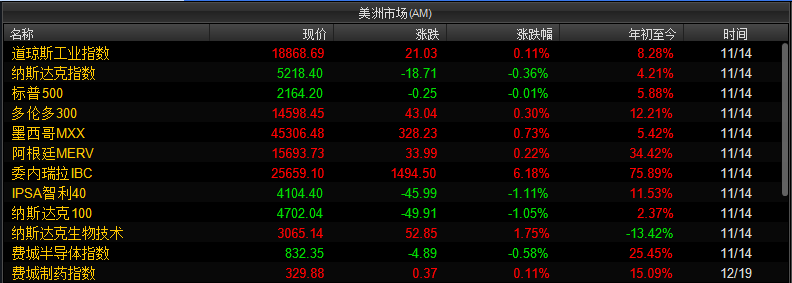 美洲市场(AM)
名称 现价 涨跌 涨跌幅 年初至今 时间
道琼斯工业指数 18868.69 21.03 0.11% 8.28% 11/14
纳斯达克指数 5218.40 -18.71 -0.36% 4.21% 11/14
标普500 2164.20 -0.25 -0.01% 5.88% 11/14
多伦多300 14598.45 43.04 0.30% 12.21% 11/14
墨西哥MXX 45306.48 328.23 0.73% 5.42% 11/14
阿根廷MERV 15693.73 33.99 0.22% 34.42% 11/14
委内瑞拉IBC 25659.10 1494.50 6.18% 75.89% 11/14
IPSA智利40 4104.40 -45.99 -1.11% 11.53% 11/14
纳斯达克100 4702.04 -49.91 -1.05% 2.37% 11/14
纳斯达克生物技术 3065.14 52.85 1.75% -13.42% 11/14
费城半导体指数 832.35 -4.89 -0.58% 25.45% 11/14
费城制药指数 329.88 0.37 0.11% 15.09% 12/19